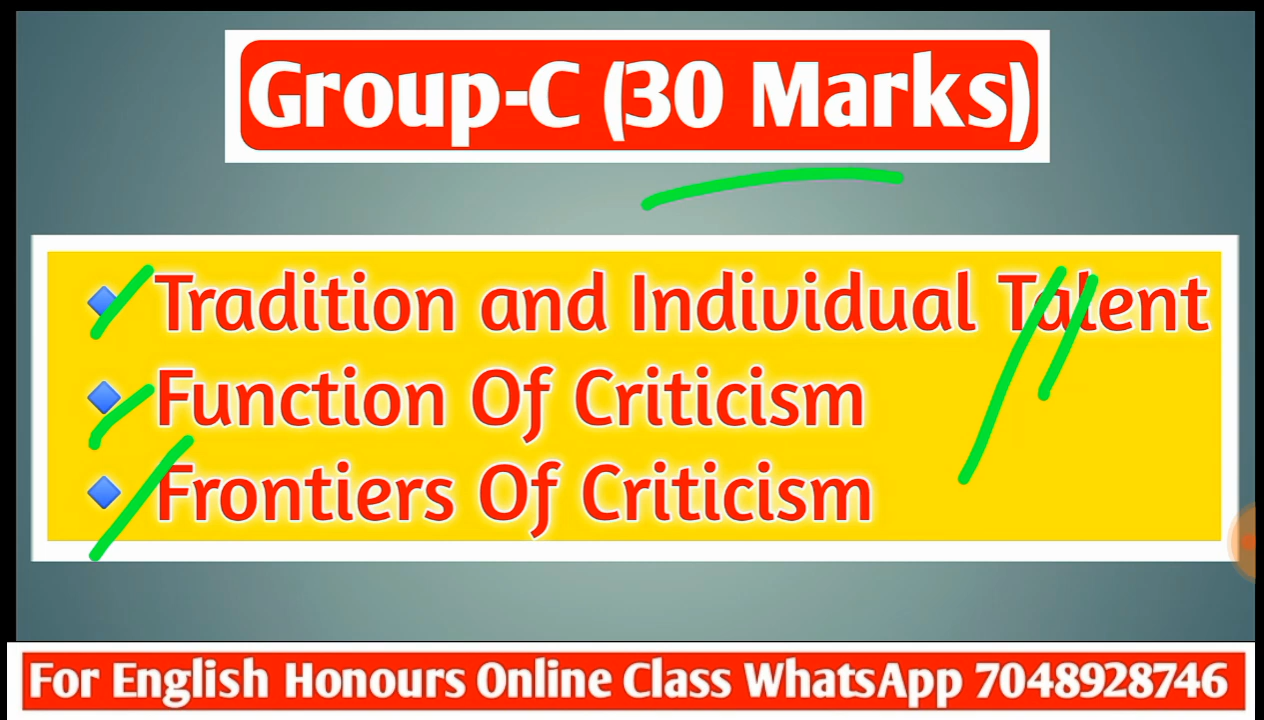 Group-C (30 Marks)
Tradition and Individual Talent
Function Of Criticism
Frontiers Of Criticism
For English Honours Online Class WhatsApp 7048928746